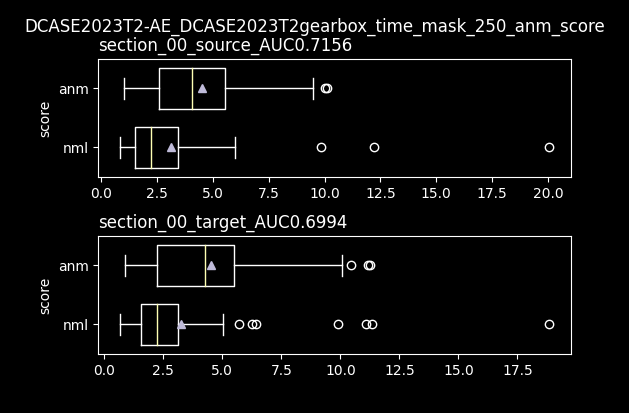 DCASE2023T2-AE_DCASE2023T2gearbox_time_mask_250_anm_score
section_00_source_AUC0.7156
anm
nml
score
0.0 2.5 5.0 7.5 10.0 12.5 15.0 17.5 20.0
section_00_target_AUC0.6994
anm
nml
score
0.0 2.5 5.0 7.5 10.0 12.5 15.0 17.5